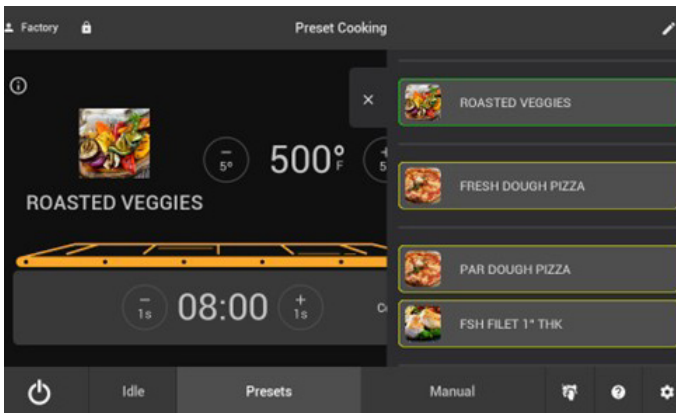 Factory
Preset Cooking
ROASTED VEGGIES
5°
500°F
5
ROASTED VEGGIES
FRESH DOUGH PIZZA
PAR DOUGH PIZZA
FSH FILET 1" THK
1s
08:00
1s
Idle
Presets
Manual